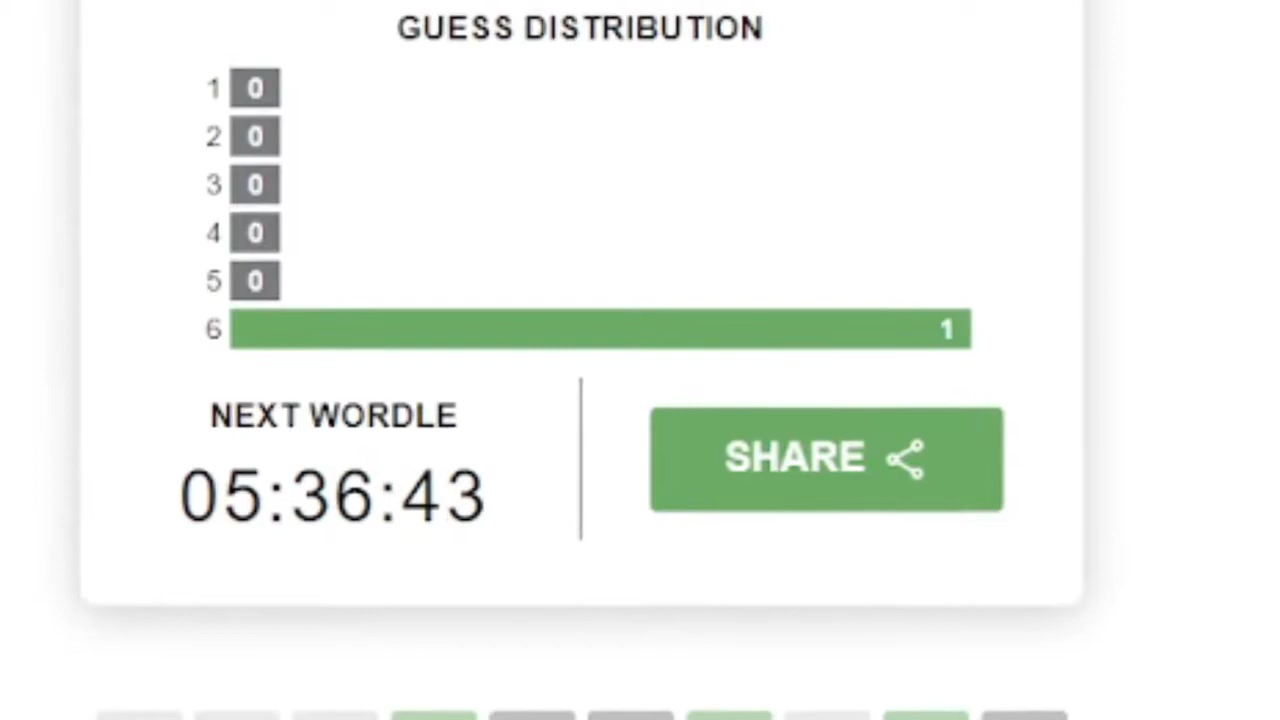 GUESS DISTRIBUTION
1 0
2 0
3 0
4 0
5 0
6 1
NEXT WORDLE
05:36:43
SHARE